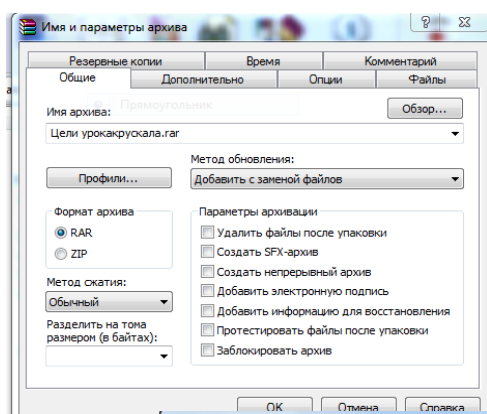 Имя и параметры архива
Резервные копии Время Комментарий
Общие Дополнительно Опции Файлы
Прямоугольник
Имя архива: Обзор...
Цели урокакрускала.rar
Метод обновления:
Профили... Добавить с заменой файлов
Формат архива Параметры архивации
RAR Удалить файлы после упаковки
ZIP Создать SFX-архив
Создать непрерывный архив
Метод сжатия: Добавить электронную подпись
Обычный Добавить информацию для восстановления
Разделить на тома Протестировать файлы после упаковки
размером (в байтах):
Заблокировать архив
OK Отмена Справка